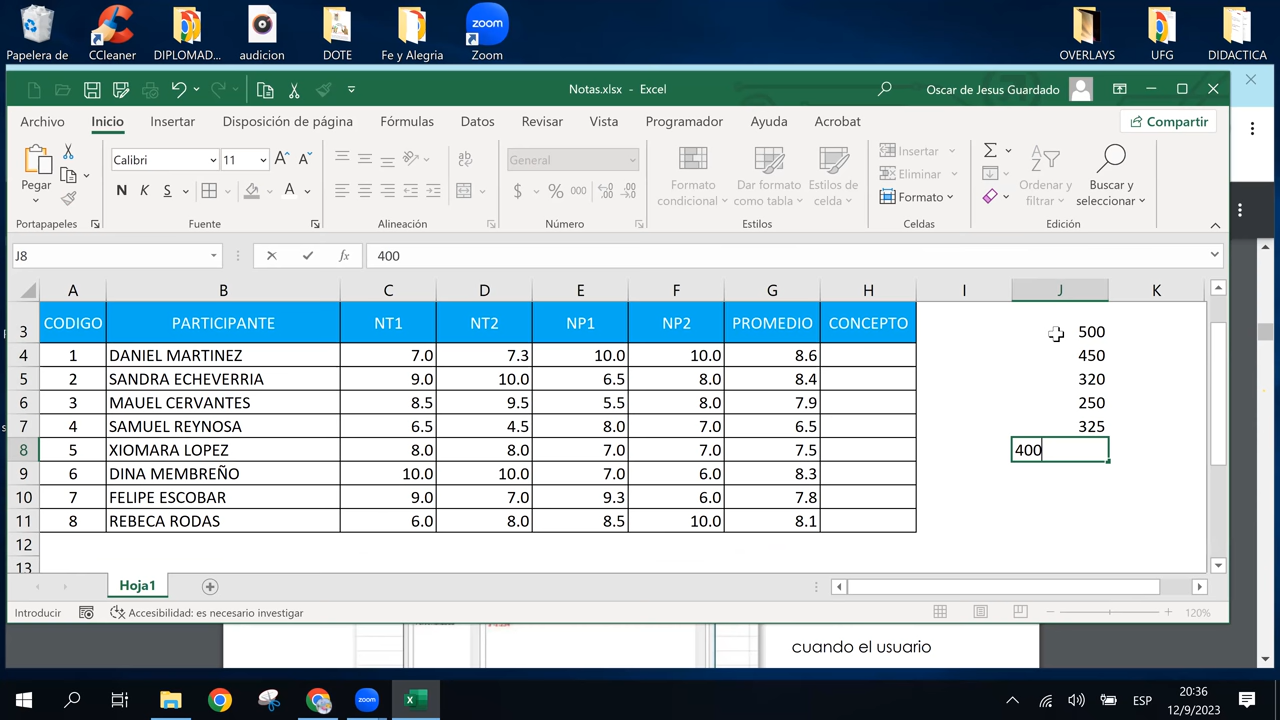 Papelera de
CCleaner
DIPLOMAD...
audicion
DOTE
Fe y Alegria
Zoom
OVERLAYS
UFG
DIDACTICA
zoom
Notas.xlsx - Excel
Oscar de Jesus Guardado
Archivo
Inicio
Insertar
Disposición de página
Fórmulas
Datos
Revisar
Vista
Programador
Ayuda
Acrobat
Compartir
Pegar
Calibri
11
N K S
General
$ % 000
Formato condicional
Dar formato como tabla
Estilos de celda
Insertar
Eliminar
Formato
Ordenar y filtrar
Buscar y seleccionar
Portapapeles
Fuente
Alineación
Número
Estilos
Celdas
Edición
J8
fx
400
A B C D E F G H I J K
3 CODIGO PARTICIPANTE NT1 NT2 NP1 NP2 PROMEDIO CONCEPTO 500
4 1 DANIEL MARTINEZ 7.0 7.3 10.0 10.0 8.6 450
5 2 SANDRA ECHEVERRIA 9.0 10.0 6.5 8.0 8.4 320
6 3 MAUEL CERVANTES 8.5 9.5 5.5 8.0 7.9 250
7 4 SAMUEL REYNOSA 6.5 4.5 8.0 7.0 6.5 325
8 5 XIOMARA LOPEZ 8.0 8.0 7.0 7.0 7.5 400
9 6 DINA MEMBREÑO 10.0 10.0 7.0 6.0 8.3
10 7 FELIPE ESCOBAR 9.0 7.0 9.3 6.0 7.8
11 8 REBECA RODAS 6.0 8.0 8.5 10.0 8.1
12
13
Hoja1
Introducir
Accesibilidad: es necesario investigar
120%
cuando el usuario
zoom
ESP
20:36
12/9/2023